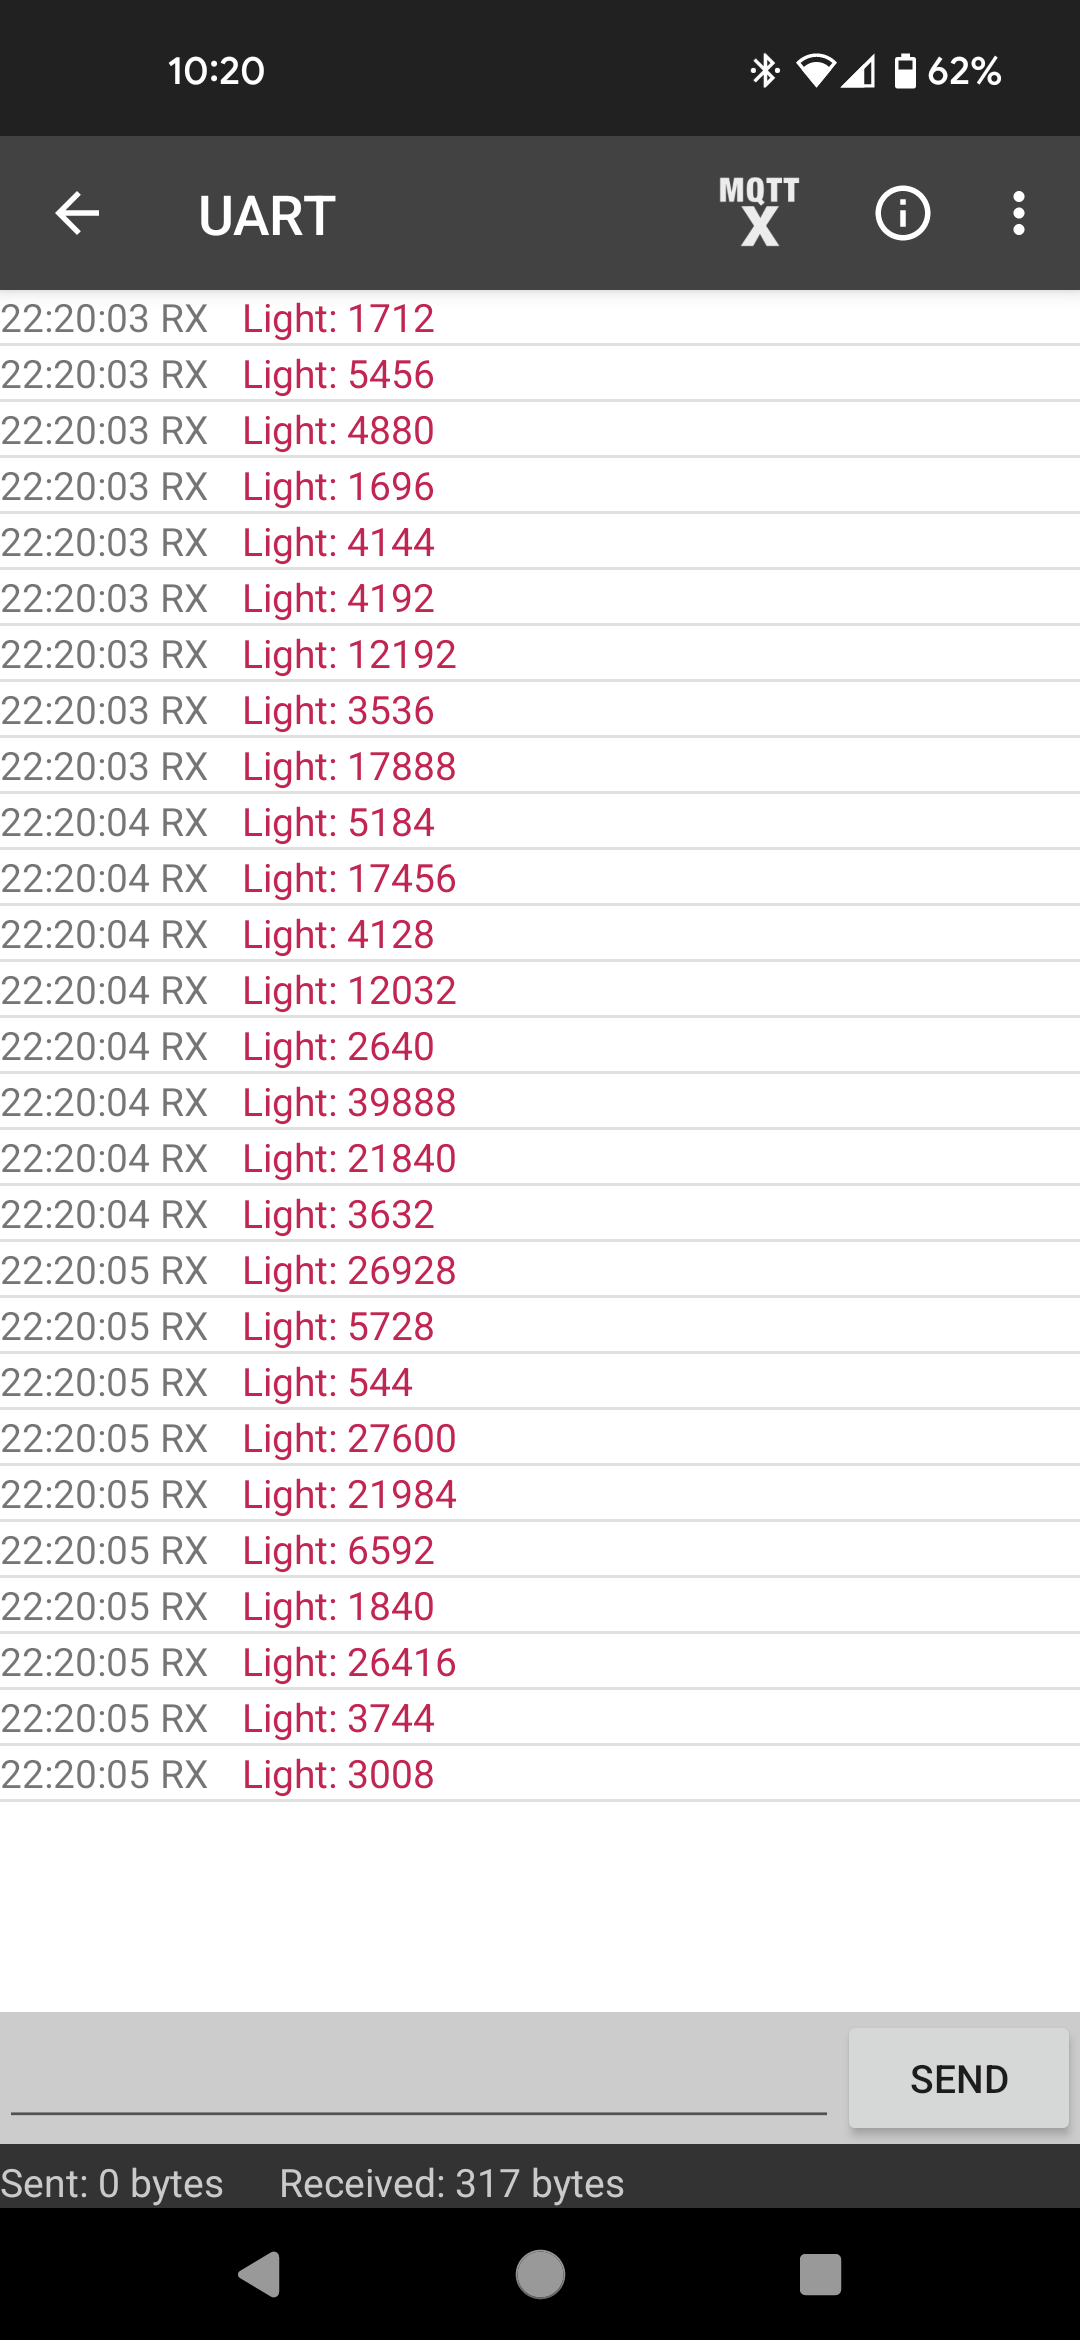 10:20 62%
UART MQTT X
22:20:03 RX Light: 1712
22:20:03 RX Light: 5456
22:20:03 RX Light: 4880
22:20:03 RX Light: 1696
22:20:03 RX Light: 4144
22:20:03 RX Light: 4192
22:20:03 RX Light: 12192
22:20:03 RX Light: 3536
22:20:03 RX Light: 17888
22:20:04 RX Light: 5184
22:20:04 RX Light: 17456
22:20:04 RX Light: 4128
22:20:04 RX Light: 12032
22:20:04 RX Light: 2640
22:20:04 RX Light: 39888
22:20:04 RX Light: 21840
22:20:04 RX Light: 3632
22:20:05 RX Light: 26928
22:20:05 RX Light: 5728
22:20:05 RX Light: 544
22:20:05 RX Light: 27600
22:20:05 RX Light: 21984
22:20:05 RX Light: 6592
22:20:05 RX Light: 1840
22:20:05 RX Light: 26416
22:20:05 RX Light: 3744
22:20:05 RX Light: 3008
SEND
Sent: 0 bytes Received: 317 bytes